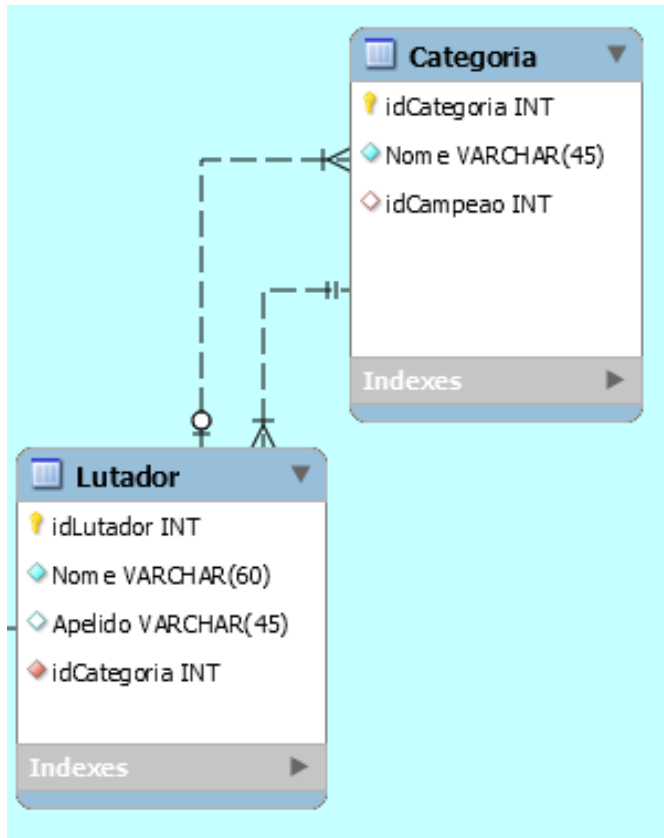 Categoria
idCategoria INT
Nome VARCHAR(45)
idCampeao INT
Indexes
Lutador
idLutador INT
Nome VARCHAR(60)
Apelido VARCHAR(45)
idCategoria INT
Indexes